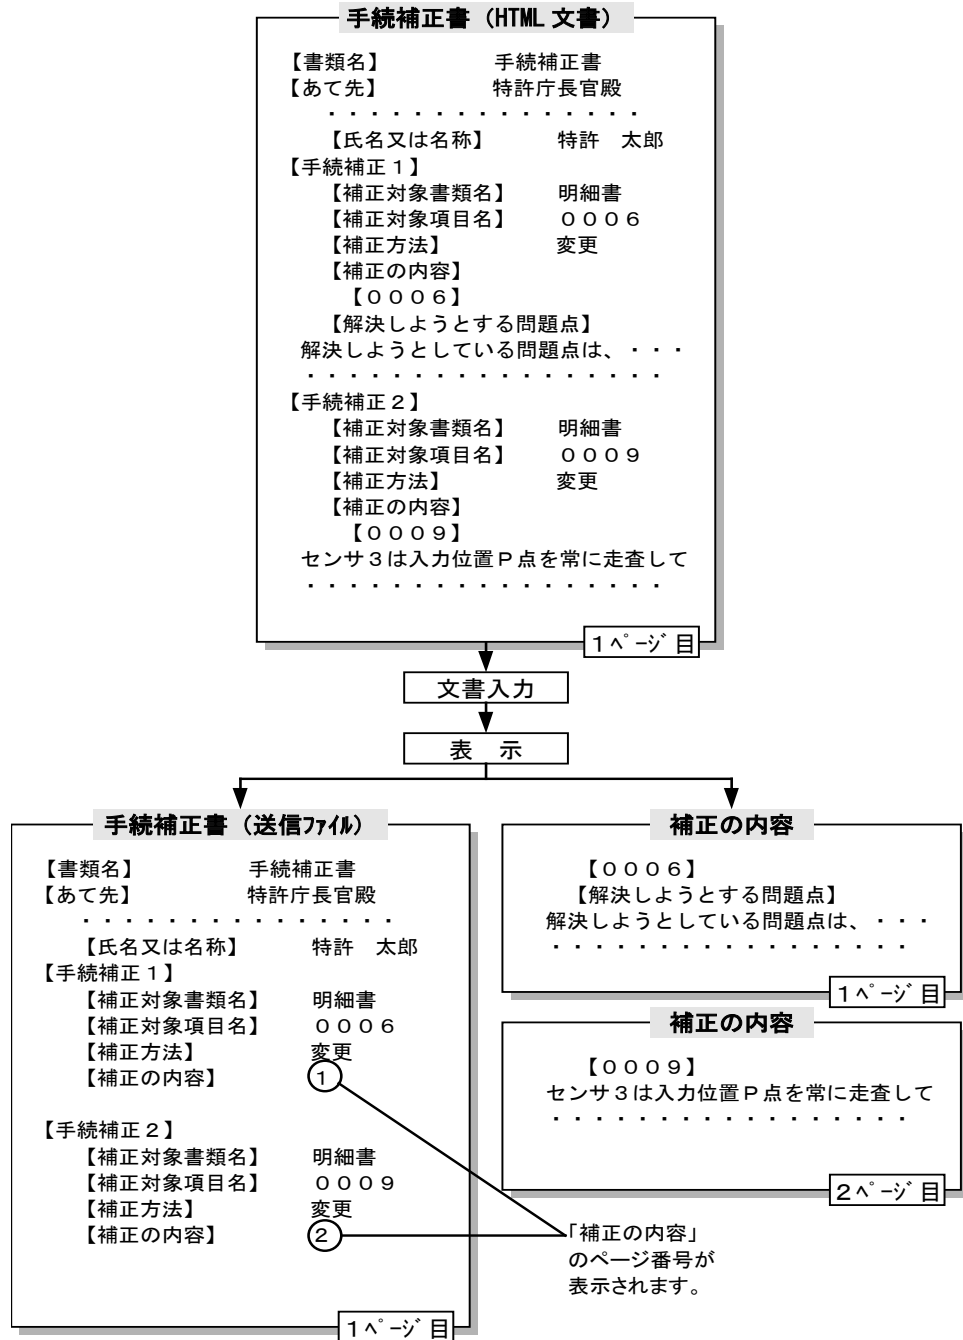 手続補正書（HTML 文書）
【書類名】　手続補正書
【あて先】　特許庁長官殿
・・・・・・・・・・・・・・・
【氏名又は名称】　特許　太郎
【手続補正１】
【補正対象書類名】　明細書
【補正対象項目名】　０００６
【補正方法】　変更
【補正の内容】
【０００６】
【解決しようとする問題点】
解決しようとしている問題点は、・・・
・・・・・・・・・・・・・・・・・
【手続補正２】
【補正対象書類名】　明細書
【補正対象項目名】　０００９
【補正方法】　変更
【補正の内容】
【０００９】
センサ３は入力位置Ｐ点を常に走査して
・・・・・・・・・・・・・・・・・
１ﾍﾟｰｼﾞ目
文書入力
表　示
手続補正書（送信ﾌｧｲﾙ）
【書類名】　手続補正書
【あて先】　特許庁長官殿
・・・・・・・・・・・・・・・
【氏名又は名称】　特許　太郎
【手続補正１】
【補正対象書類名】　明細書
【補正対象項目名】　０００６
【補正方法】　変更
【補正の内容】　１
【手続補正２】
【補正対象書類名】　明細書
【補正対象項目名】　０００９
【補正方法】　変更
【補正の内容】　２
１ﾍﾟｰｼﾞ目
補正の内容
【０００６】
【解決しようとする問題点】
解決しようとしている問題点は、・・・
・・・・・・・・・・・・・・・・・
１ﾍﾟｰｼﾞ目
補正の内容
【０００９】
センサ３は入力位置Ｐ点を常に走査して
・・・・・・・・・・・・・・・・・
２ﾍﾟｰｼﾞ目
「補正の内容」
のページ番号が
表示されます。